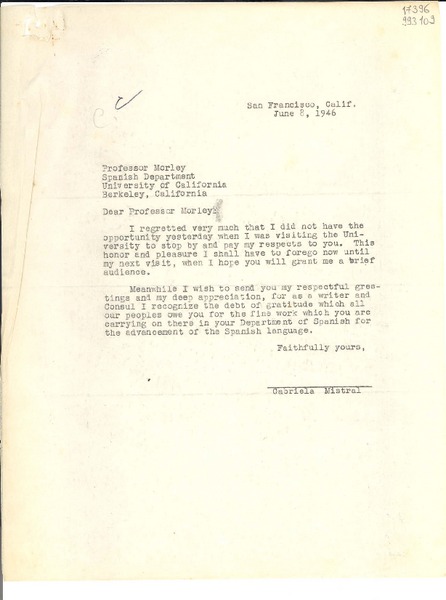 17396
993109
San Francisco, Calif.
June 8, 1946
Professor Morley
Spanish Department
University of California
Berkeley, California
Dear Professor Morley:
I regretted very much that I did not have the
opportunity yesterday when I was visiting the Uni-
versity to stop by and pay my respects to you. This
honor and pleasure I shall have to forego now until
my next visit, when I hope you will grant me a brief
audience.
Meanwhile I wish to send you my respectful gree-
tings and my deep appreciation, for as a writer and
Consul I recognize the debt of gratitude which all
our peoples owe you for the fine work which you are
carrying on there in your Department of Spanish for
the advancement of the Spanish language.
Faithfully yours,
Gabriela Mistral